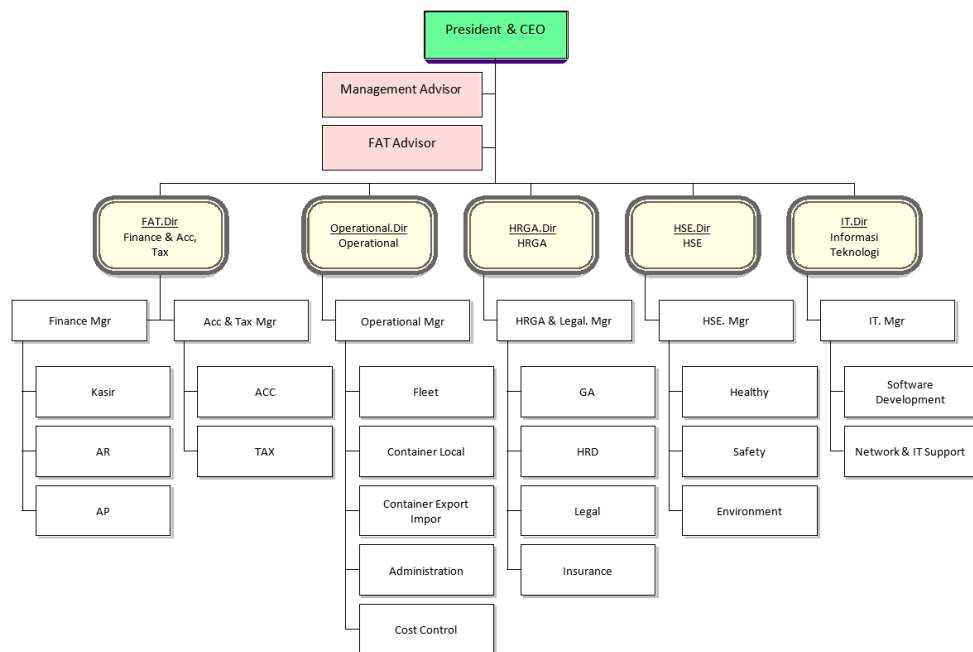 President & CEO
Management Advisor
FAT Advisor
FAT.Dir
Finance & Acc,
Tax
Operational.Dir
Operational
HRGA.Dir
HRGA
HSE.Dir
HSE
IT.Dir
Informasi
Teknologi
Finance Mgr
Acc & Tax Mgr
Operational Mgr
HRGA & Legal. Mgr
HSE. Mgr
IT. Mgr
Kasir
ACC
Fleet
GA
Healthy
Software
Development
AR
TAX
Container Local
HRD
Safety
Network & IT Support
AP
Container Export
Impor
Legal
Environment
Administration
Insurance
Cost Control